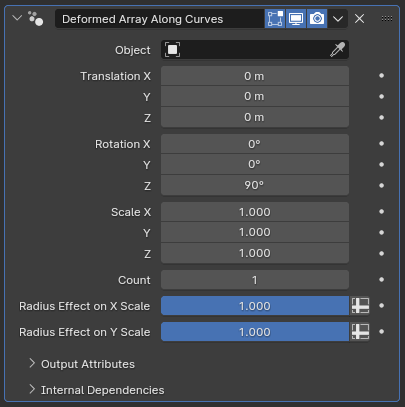 Deformed Array Along Curves
Object
Translation X 0 m
Y 0 m
Z 0 m
Rotation X 0°
Y 0°
Z 90°
Scale X 1.000
Y 1.000
Z 1.000
Count 1
Radius Effect on X Scale 1.000
Radius Effect on Y Scale 1.000
Output Attributes
Internal Dependencies